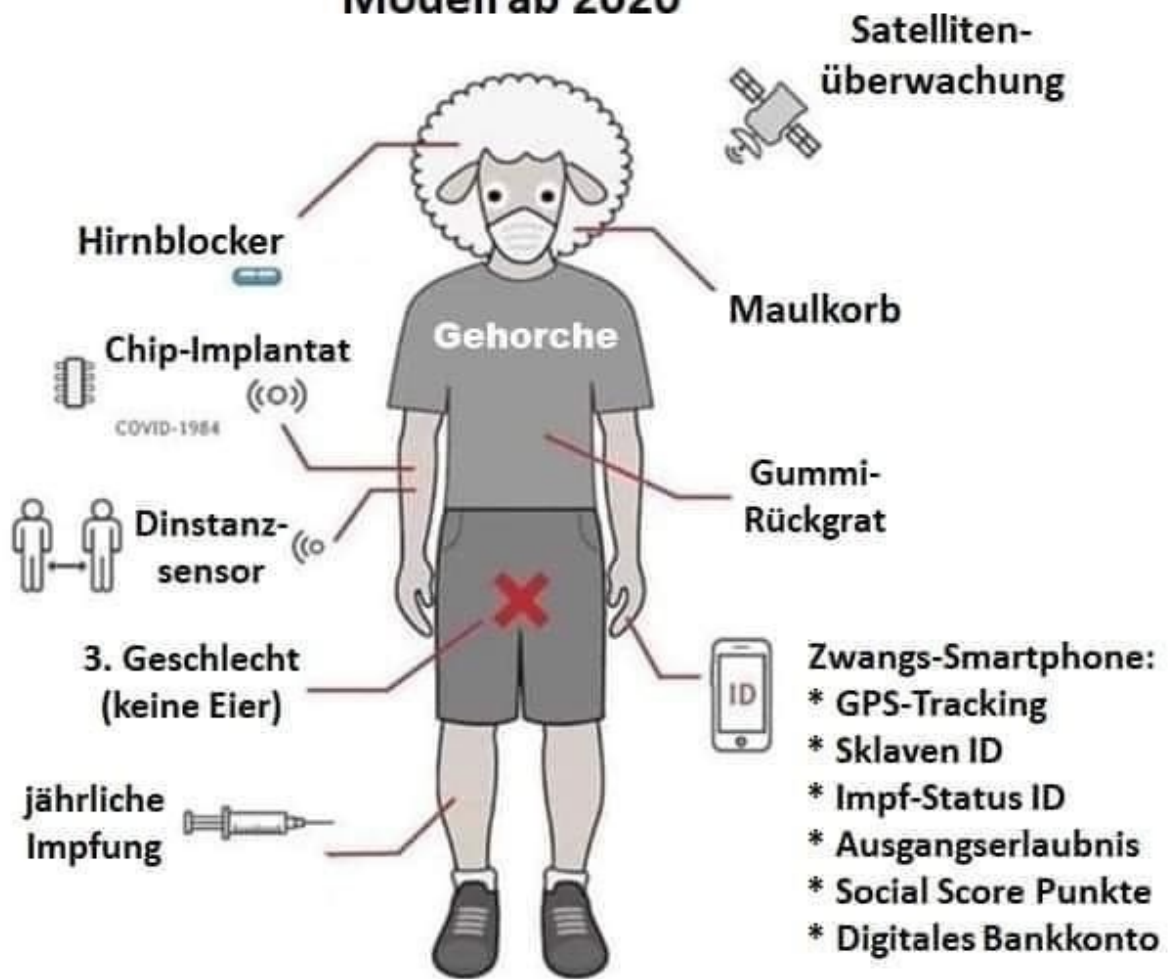 Modell ab 2020
Satelliten-
überwachung
Hirnblocker
Maulkorb
Gehorche
Chip-Implantat
COVID-1984
Gummi-
Rückgrat
Dinstanz-
sensor
3. Geschlecht
(keine Eier)
ID
Zwangs-Smartphone:
* GPS-Tracking
* Sklaven ID
* Impf-Status ID
* Ausgangserlaubnis
* Social Score Punkte
* Digitales Bankkonto
jährliche
Impfung